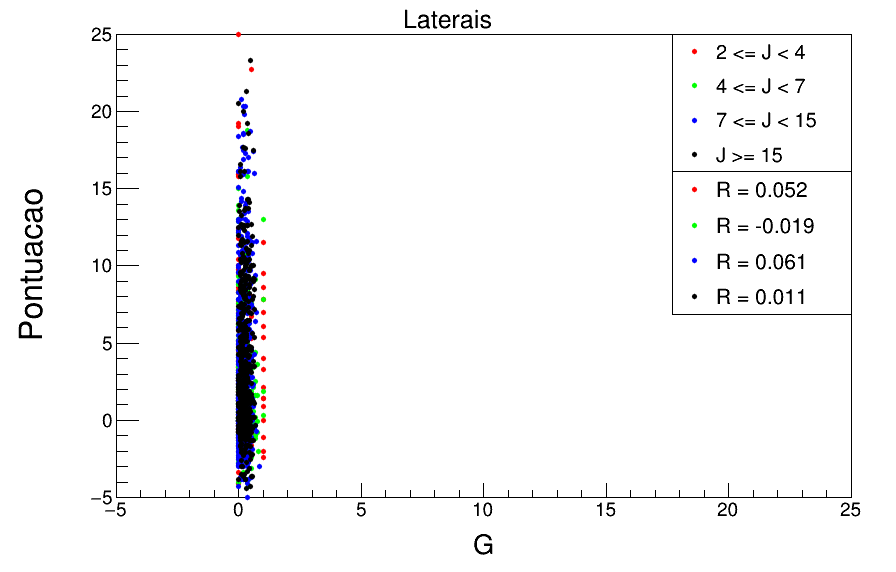 Laterais
25
20
15
10
5
0
−5
Pontuacao
2 <= J < 4
4 <= J < 7
7 <= J < 15
J >= 15
R = 0.052
R = -0.019
R = 0.061
R = 0.011
−5 0 5 10 15 20 25
G